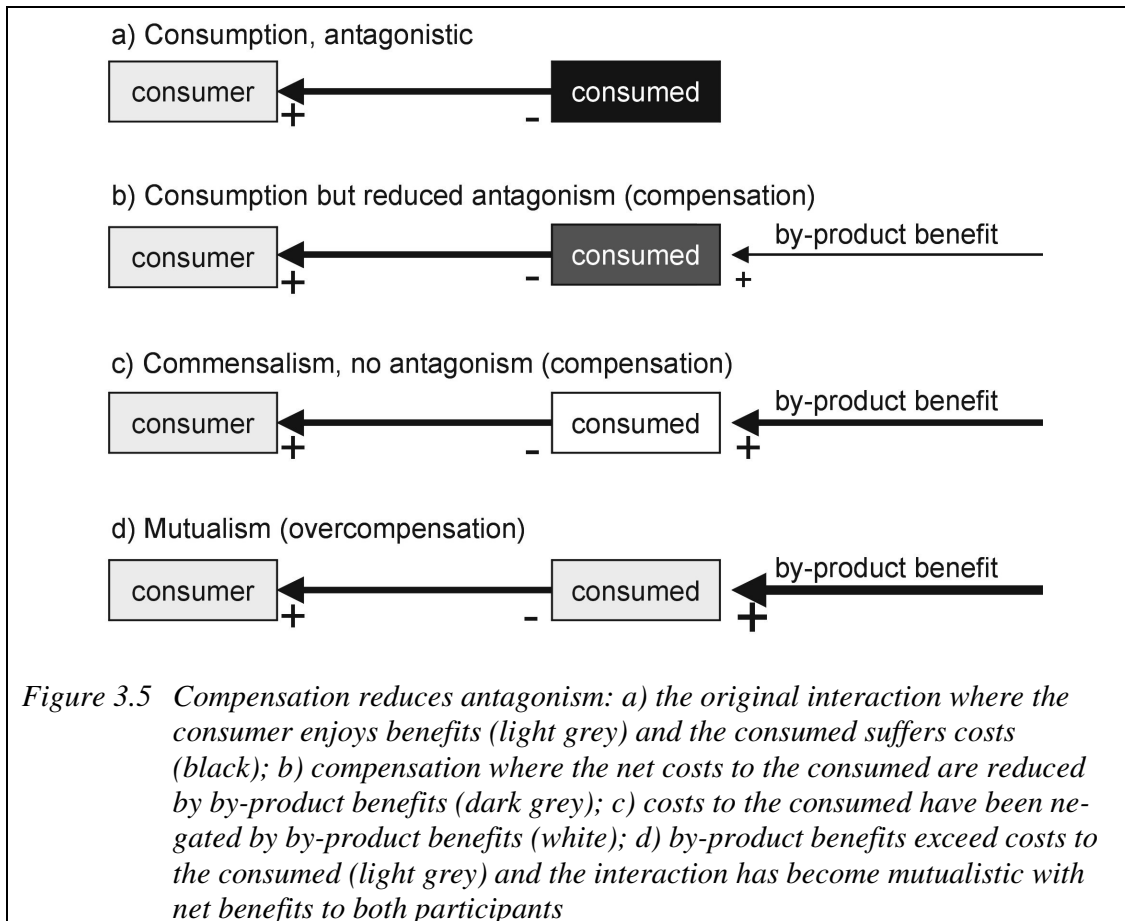 a) Consumption, antagonistic
consumer
consumed
+
-
b) Consumption but reduced antagonism (compensation)
by-product benefit
consumer
consumed
+
-
+
c) Commensalism, no antagonism (compensation)
by-product benefit
consumer
consumed
+
-
+
d) Mutualism (overcompensation)
by-product benefit
consumer
consumed
+
-
+
Figure 3.5 Compensation reduces antagonism: a) the original interaction where the
consumer enjoys benefits (light grey) and the consumed suffers costs
(black); b) compensation where the net costs to the consumed are reduced
by by-product benefits (dark grey); c) costs to the consumed have been ne-
gated by by-product benefits (white); d) by-product benefits exceed costs to
the consumed (light grey) and the interaction has become mutualistic with
net benefits to both participants